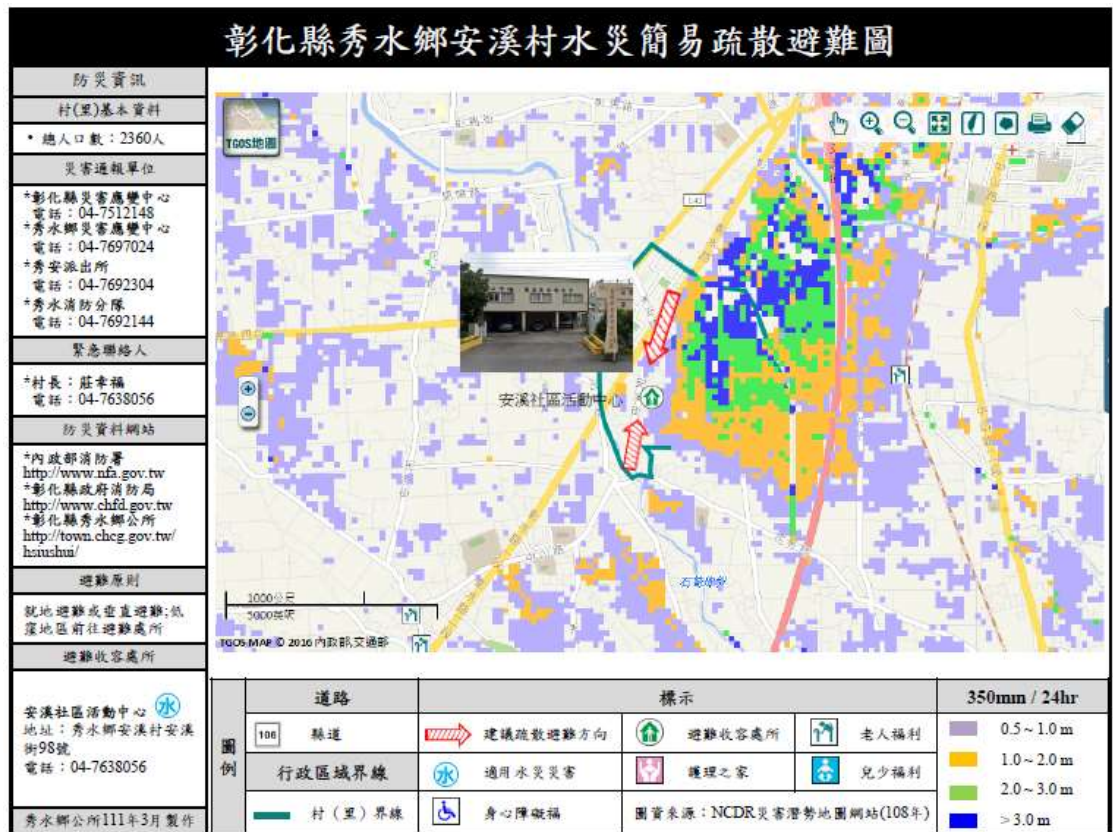 彰化縣秀水鄉安溪村水災簡易疏散避難圖
防災資訊
村(里)基本資料
• 總人口數：2360人
災害通報單位
*彰化縣災害應變中心
電話：04-7512148
*秀水鄉災害應變中心
電話：04-7697024
*秀安派出所
電話：04-7692304
*秀水消防分隊
電話：04-7692144
緊急聯絡人
*村長：莊幸福
電話：04-7638056
防災資料網站
*內政部消防署
http://www.nfa.gov.tw
*彰化縣政府消防局
http://www.chfd.gov.tw
*彰化縣秀水鄉公所
http://town.chcg.gov.tw/
hsiushui/
避難原則
就地避難或垂直避難;低
窪地區前往避難處所
避難收容處所
安溪社區活動中心 水
地址：秀水鄉安溪村安溪
街98號
電話：04-7638056
秀水鄉公所111年3月製作
TGOS地圖
142
安溪社區活動中心
1000公尺
5000英呎
TGOS MAP © 2016 內政部,交通部
圖例
道路
106 縣道
行政區域界線
村（里）界線
標示
建議疏散避難方向
避難收容處所
老人福利
水 適用水災災害
護理之家
兒少福利
身心障礙福
圖資來源：NCDR災害潛勢地圖網站(108年)
350mm / 24hr
0.5 ~ 1.0 m
1.0 ~ 2.0 m
2.0 ~ 3.0 m
> 3.0 m